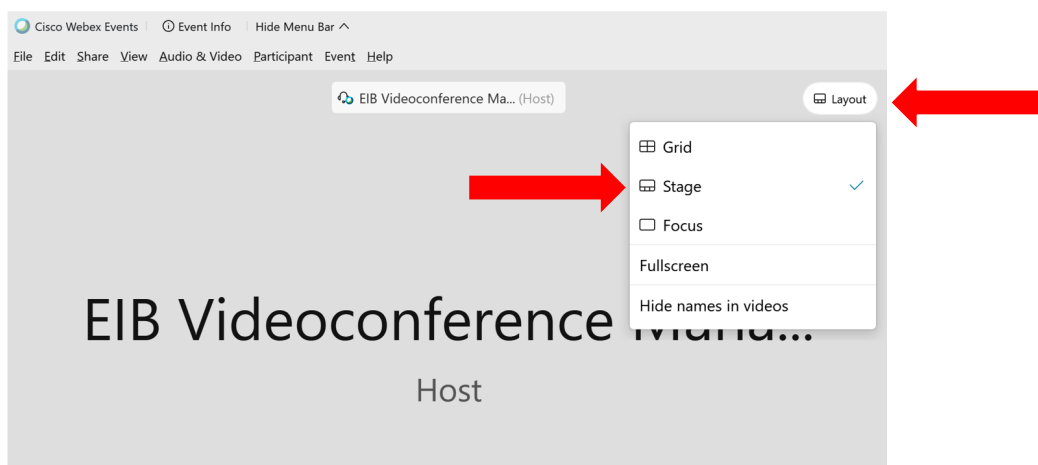 Cisco Webex Events Event Info Hide Menu Bar
File Edit Share View Audio & Video Participant Event Help
EIB Videoconference Ma... (Host)
Layout
Grid
Stage
Focus
Fullscreen
Hide names in videos
EIB Videoconference Mana...
Host